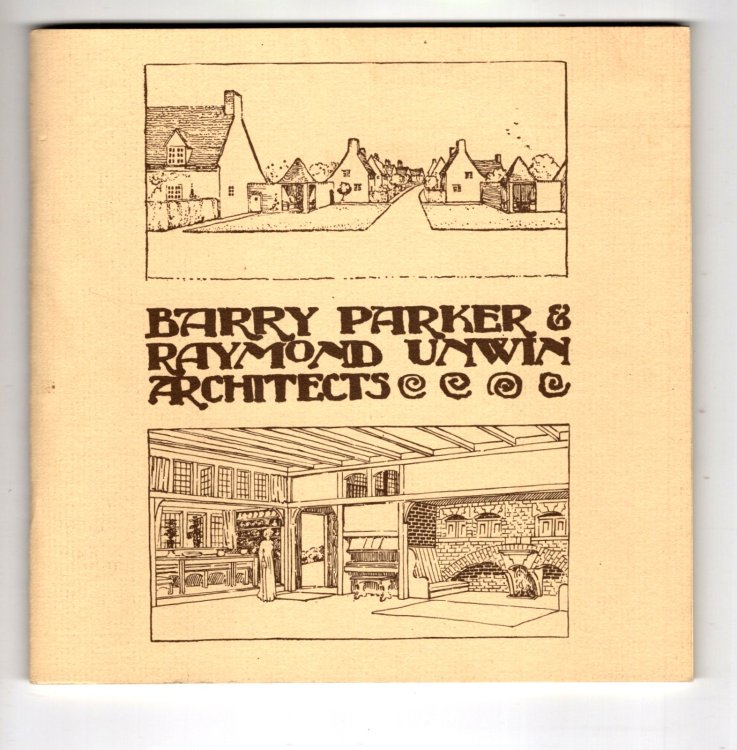 BARRY PARKER &
RAYMOND UNWIN
ARCHITECTS